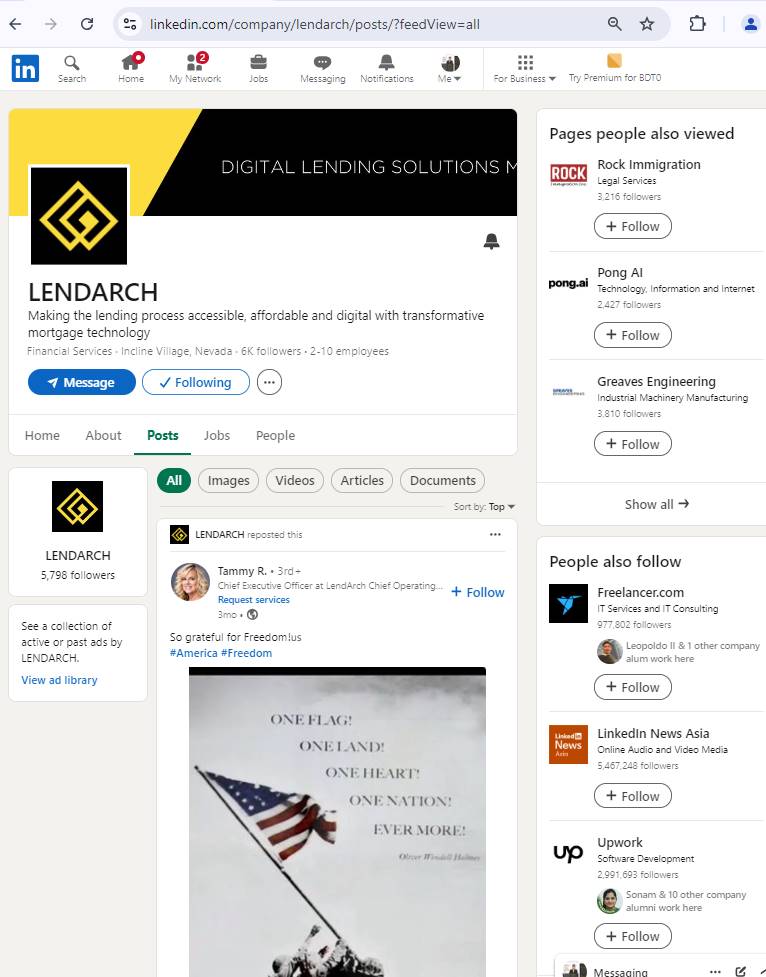 linkedin.com/company/lendarch/posts/?feedView=all
in
Search
Home
2
My Network
Jobs
Messaging
Notifications
Me
For Business
Try Premium for BDT0
DIGITAL LENDING SOLUTIONS M
LENDARCH
Making the lending process accessible, affordable and digital with transformative
mortgage technology
Financial Services · Incline Village, Nevada · 6K followers · 2-10 employees
Message
Following
Home
About
Posts
Jobs
People
LENDARCH
5,798 followers
See a collection of
active or past ads by
LENDARCH.
View ad library
All
Images
Videos
Articles
Documents
Sort by: Top
LENDARCH reposted this
Tammy R. • 3rd+
Chief Executive Officer at LendArch Chief Operating...
Request services
3mo •
+ Follow
So grateful for Freedom!us
#America #Freedom
ONE FLAG!
ONE LAND!
ONE HEART!
ONE NATION!
EVER MORE!
Oliver Wendell Holmes
Pages people also viewed
ROCK
Rock Immigration
Legal Services
3,216 followers
+ Follow
pong.ai
Pong AI
Technology, Information and Internet
2,427 followers
+ Follow
GREAVES
ENGINEERING
Greaves Engineering
Industrial Machinery Manufacturing
3,810 followers
+ Follow
Show all →
People also follow
Freelancer.com
IT Services and IT Consulting
977,802 followers
Leopoldo II & 1 other company
alum work here
+ Follow
Linked in
News
Asia
LinkedIn News Asia
Online Audio and Video Media
5,467,248 followers
+ Follow
up
Upwork
Software Development
2,991,693 followers
Sonam & 10 other company
alumni work here
+ Follow
Messaging